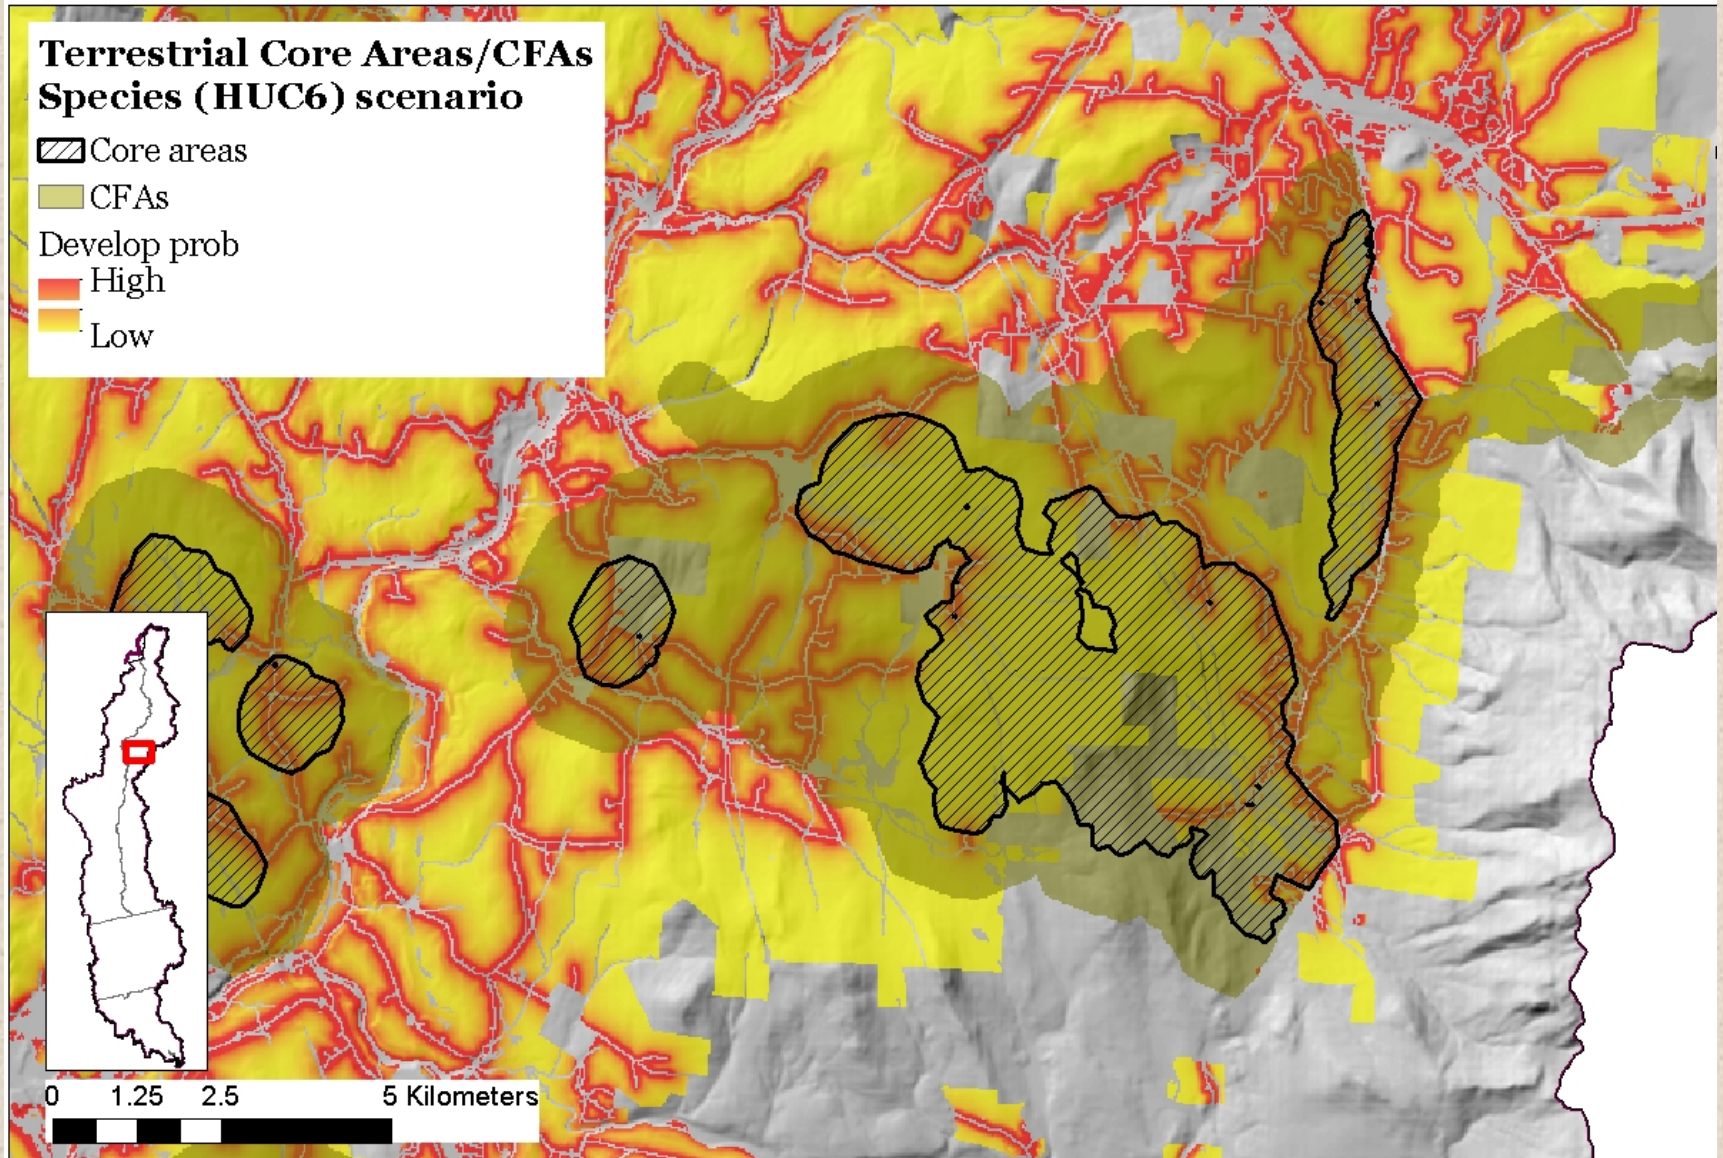 Terrestrial Core Areas/CFAs
Species (HUC6) scenario
Core areas
CFAs
Develop prob
High
Low
0 1.25 2.5 5 Kilometers